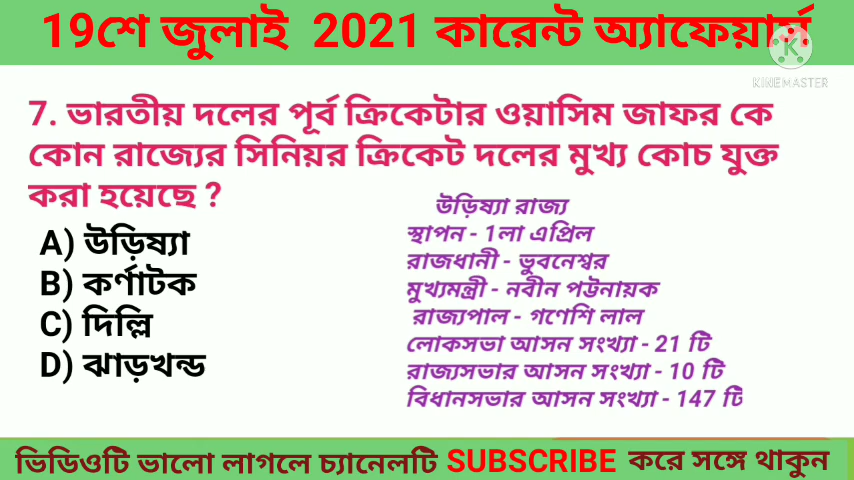 19শে জুলাই 2021 কারেন্ট অ্যাফেয়ার্স
K
KINEMASTER
7. ভারতীয় দলের পূর্ব ক্রিকেটার ওয়াসিম জাফর কে
কোন রাজ্যের সিনিয়র ক্রিকেট দলের মুখ্য কোচ যুক্ত
করা হয়েছে ?
A) উড়িষ্যা
B) কর্ণাটক
C) দিল্লি
D) ঝাড়খন্ড
উড়িষ্যা রাজ্য
স্থাপন - 1লা এপ্রিল
রাজধানী - ভুবনেশ্বর
মুখ্যমন্ত্রী - নবীন পট্টনায়ক
রাজ্যপাল - গণেশি লাল
লোকসভা আসন সংখ্যা - 21 টি
রাজ্যসভার আসন সংখ্যা - 10 টি
বিধানসভার আসন সংখ্যা - 147 টি
ভিডিওটি ভালো লাগলে চ্যানেলটি SUBSCRIBE করে সঙ্গে থাকুন